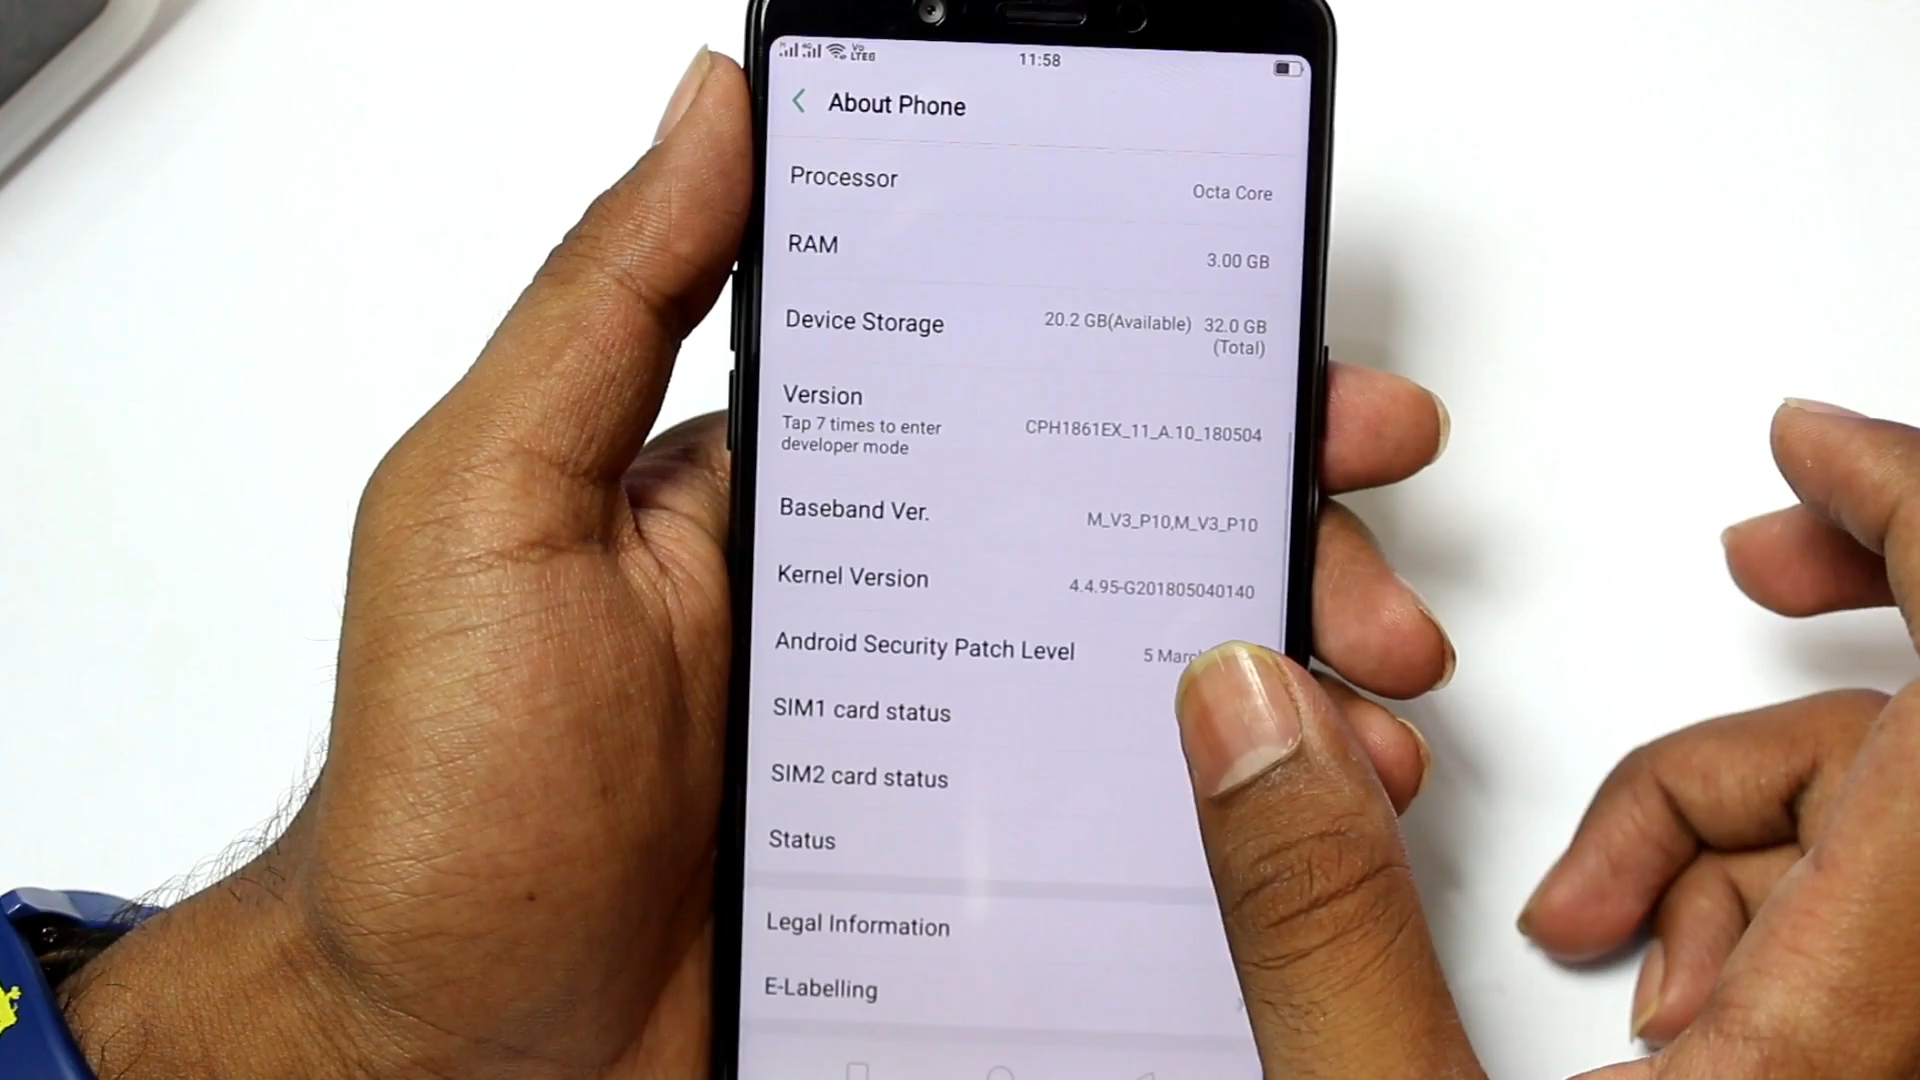 Vo
LTE
11:58
About Phone
Processor Octa Core
RAM 3.00 GB
Device Storage 20.2 GB(Available) 32.0 GB
(Total)
Version
Tap 7 times to enter CPH1861EX_11_A.10_180504
developer mode
Baseband Ver. M_V3_P10,M_V3_P10
Kernel Version 4.4.95-G201805040140
Android Security Patch Level 5
SIM1 card status
SIM2 card status
Status
Legal Information
E-Labelling